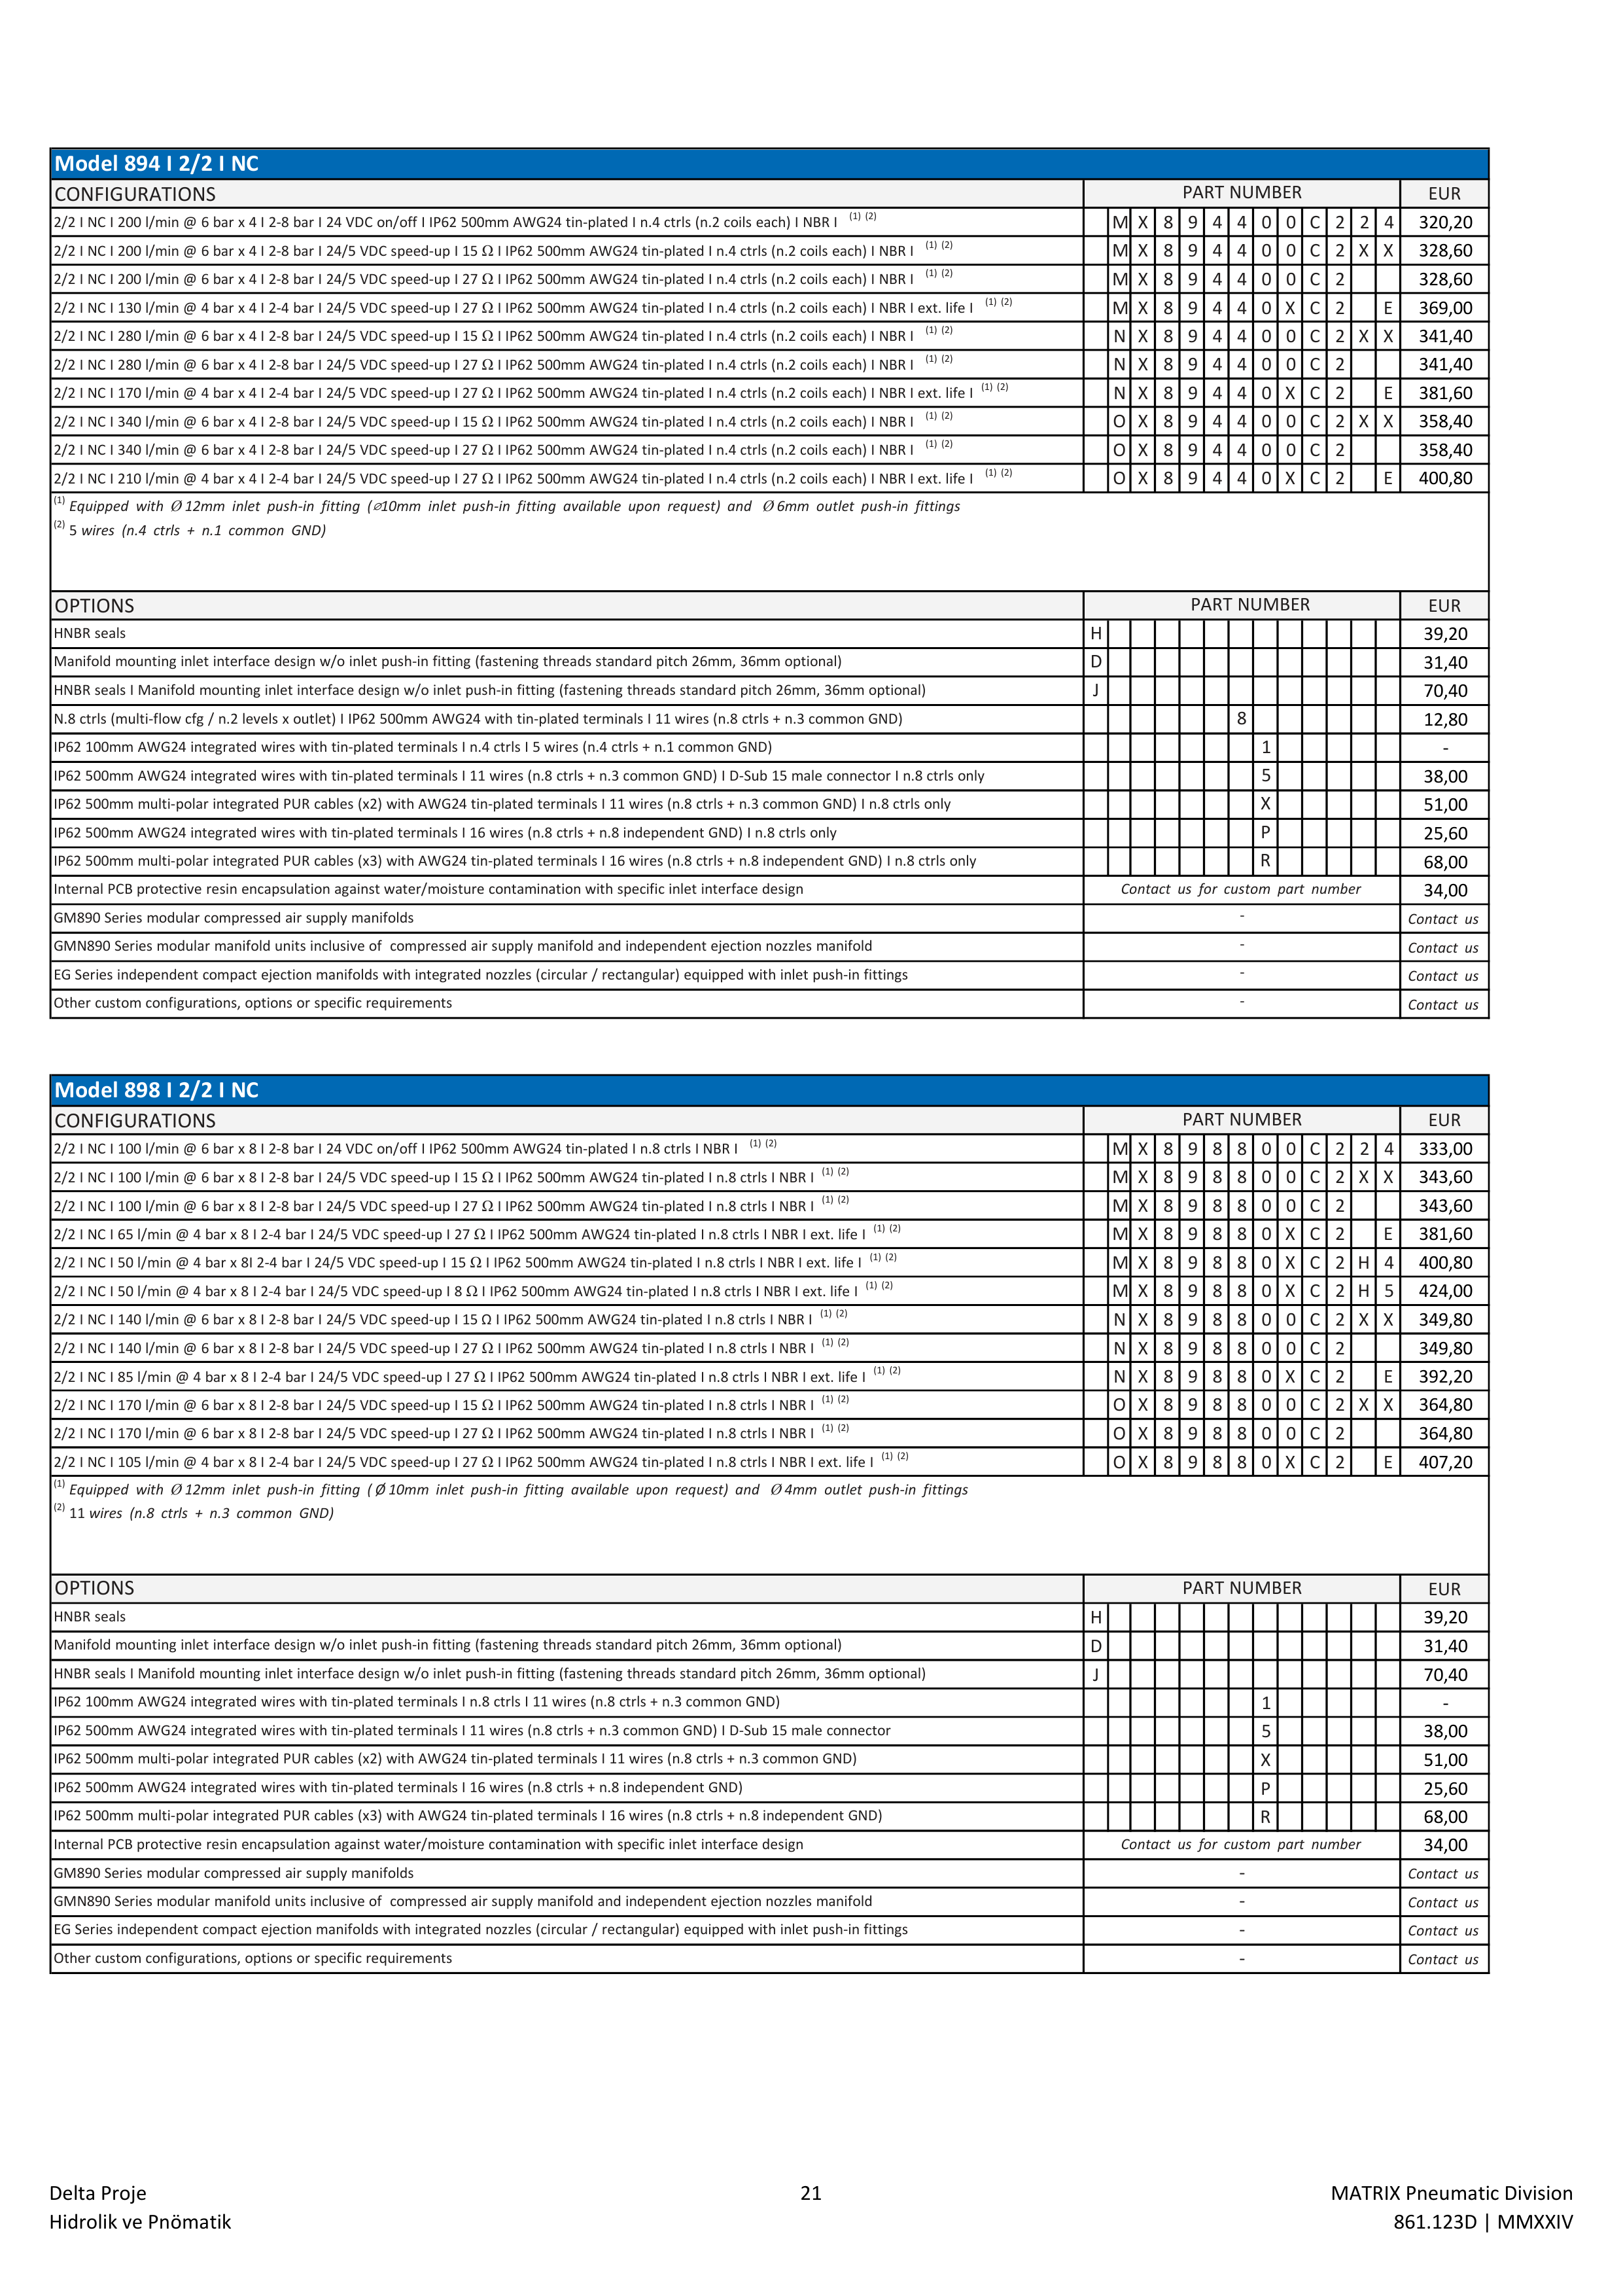 Model 894 I 2/2 I NC
CONFIGURATIONS PART NUMBER EUR
2/2 I NC I 200 l/min @ 6 bar x 4 I 2-8 bar I 24 VDC on/off I IP62 500mm AWG24 tin-plated I n.4 ctrls (n.2 coils each) I NBR I (1) (2) M X 8 9 4 4 0 0 C 2 2 4 320,20
2/2 I NC I 200 l/min @ 6 bar x 4 I 2-8 bar I 24/5 VDC speed-up I 15 Ω I IP62 500mm AWG24 tin-plated I n.4 ctrls (n.2 coils each) I NBR I (1) (2) M X 8 9 4 4 0 0 C 2 X X 328,60
2/2 I NC I 200 l/min @ 6 bar x 4 I 2-8 bar I 24/5 VDC speed-up I 27 Ω I IP62 500mm AWG24 tin-plated I n.4 ctrls (n.2 coils each) I NBR I (1) (2) M X 8 9 4 4 0 0 C 2 328,60
2/2 I NC I 130 l/min @ 4 bar x 4 I 2-4 bar I 24/5 VDC speed-up I 27 Ω I IP62 500mm AWG24 tin-plated I n.4 ctrls (n.2 coils each) I NBR I ext. life I (1) (2) M X 8 9 4 4 0 X C 2 E 369,00
2/2 I NC I 280 l/min @ 6 bar x 4 I 2-8 bar I 24/5 VDC speed-up I 15 Ω I IP62 500mm AWG24 tin-plated I n.4 ctrls (n.2 coils each) I NBR I (1) (2) N X 8 9 4 4 0 0 C 2 X X 341,40
2/2 I NC I 280 l/min @ 6 bar x 4 I 2-8 bar I 24/5 VDC speed-up I 27 Ω I IP62 500mm AWG24 tin-plated I n.4 ctrls (n.2 coils each) I NBR I (1) (2) N X 8 9 4 4 0 0 C 2 341,40
2/2 I NC I 170 l/min @ 4 bar x 4 I 2-4 bar I 24/5 VDC speed-up I 27 Ω I IP62 500mm AWG24 tin-plated I n.4 ctrls (n.2 coils each) I NBR I ext. life I (1) (2) N X 8 9 4 4 0 X C 2 E 381,60
2/2 I NC I 340 l/min @ 6 bar x 4 I 2-8 bar I 24/5 VDC speed-up I 15 Ω I IP62 500mm AWG24 tin-plated I n.4 ctrls (n.2 coils each) I NBR I (1) (2) O X 8 9 4 4 0 0 C 2 X X 358,40
2/2 I NC I 340 l/min @ 6 bar x 4 I 2-8 bar I 24/5 VDC speed-up I 27 Ω I IP62 500mm AWG24 tin-plated I n.4 ctrls (n.2 coils each) I NBR I (1) (2) O X 8 9 4 4 0 0 C 2 358,40
2/2 I NC I 210 l/min @ 4 bar x 4 I 2-4 bar I 24/5 VDC speed-up I 27 Ω I IP62 500mm AWG24 tin-plated I n.4 ctrls (n.2 coils each) I NBR I ext. life I (1) (2) O X 8 9 4 4 0 X C 2 E 400,80
(1) Equipped with Ø 12mm inlet push-in fitting (⌀10mm inlet push-in fitting available upon request) and Ø 6mm outlet push-in fittings
(2) 5 wires (n.4 ctrls + n.1 common GND)
OPTIONS PART NUMBER EUR
HNBR seals H 39,20
Manifold mounting inlet interface design w/o inlet push-in fitting (fastening threads standard pitch 26mm, 36mm optional) D 31,40
HNBR seals I Manifold mounting inlet interface design w/o inlet push-in fitting (fastening threads standard pitch 26mm, 36mm optional) J 70,40
N.8 ctrls (multi-flow cfg / n.2 levels x outlet) I IP62 500mm AWG24 with tin-plated terminals I 11 wires (n.8 ctrls + n.3 common GND) 8 12,80
IP62 100mm AWG24 integrated wires with tin-plated terminals I n.4 ctrls I 5 wires (n.4 ctrls + n.1 common GND) 1 -
IP62 500mm AWG24 integrated wires with tin-plated terminals I 11 wires (n.8 ctrls + n.3 common GND) I D-Sub 15 male connector I n.8 ctrls only 5 38,00
IP62 500mm multi-polar integrated PUR cables (x2) with AWG24 tin-plated terminals I 11 wires (n.8 ctrls + n.3 common GND) I n.8 ctrls only X 51,00
IP62 500mm AWG24 integrated wires with tin-plated terminals I 16 wires (n.8 ctrls + n.8 independent GND) I n.8 ctrls only P 25,60
IP62 500mm multi-polar integrated PUR cables (x3) with AWG24 tin-plated terminals I 16 wires (n.8 ctrls + n.8 independent GND) I n.8 ctrls only R 68,00
Internal PCB protective resin encapsulation against water/moisture contamination with specific inlet interface design Contact us for custom part number 34,00
GM890 Series modular compressed air supply manifolds - Contact us
GMN890 Series modular manifold units inclusive of compressed air supply manifold and independent ejection nozzles manifold - Contact us
EG Series independent compact ejection manifolds with integrated nozzles (circular / rectangular) equipped with inlet push-in fittings - Contact us
Other custom configurations, options or specific requirements - Contact us
Model 898 I 2/2 I NC
CONFIGURATIONS PART NUMBER EUR
2/2 I NC I 100 l/min @ 6 bar x 8 I 2-8 bar I 24 VDC on/off I IP62 500mm AWG24 tin-plated I n.8 ctrls I NBR I (1) (2) M X 8 9 8 8 0 0 C 2 2 4 333,00
2/2 I NC I 100 l/min @ 6 bar x 8 I 2-8 bar I 24/5 VDC speed-up I 15 Ω I IP62 500mm AWG24 tin-plated I n.8 ctrls I NBR I (1) (2) M X 8 9 8 8 0 0 C 2 X X 343,60
2/2 I NC I 100 l/min @ 6 bar x 8 I 2-8 bar I 24/5 VDC speed-up I 27 Ω I IP62 500mm AWG24 tin-plated I n.8 ctrls I NBR I (1) (2) M X 8 9 8 8 0 0 C 2 343,60
2/2 I NC I 65 l/min @ 4 bar x 8 I 2-4 bar I 24/5 VDC speed-up I 27 Ω I IP62 500mm AWG24 tin-plated I n.8 ctrls I NBR I ext. life I (1) (2) M X 8 9 8 8 0 X C 2 E 381,60
2/2 I NC I 50 l/min @ 4 bar x 8I 2-4 bar I 24/5 VDC speed-up I 15 Ω I IP62 500mm AWG24 tin-plated I n.8 ctrls I NBR I ext. life I (1) (2) M X 8 9 8 8 0 X C 2 H 4 400,80
2/2 I NC I 50 l/min @ 4 bar x 8 I 2-4 bar I 24/5 VDC speed-up I 8 Ω I IP62 500mm AWG24 tin-plated I n.8 ctrls I NBR I ext. life I (1) (2) M X 8 9 8 8 0 X C 2 H 5 424,00
2/2 I NC I 140 l/min @ 6 bar x 8 I 2-8 bar I 24/5 VDC speed-up I 15 Ω I IP62 500mm AWG24 tin-plated I n.8 ctrls I NBR I (1) (2) N X 8 9 8 8 0 0 C 2 X X 349,80
2/2 I NC I 140 l/min @ 6 bar x 8 I 2-8 bar I 24/5 VDC speed-up I 27 Ω I IP62 500mm AWG24 tin-plated I n.8 ctrls I NBR I (1) (2) N X 8 9 8 8 0 0 C 2 349,80
2/2 I NC I 85 l/min @ 4 bar x 8 I 2-4 bar I 24/5 VDC speed-up I 27 Ω I IP62 500mm AWG24 tin-plated I n.8 ctrls I NBR I ext. life I (1) (2) N X 8 9 8 8 0 X C 2 E 392,20
2/2 I NC I 170 l/min @ 6 bar x 8 I 2-8 bar I 24/5 VDC speed-up I 15 Ω I IP62 500mm AWG24 tin-plated I n.8 ctrls I NBR I (1) (2) O X 8 9 8 8 0 0 C 2 X X 364,80
2/2 I NC I 170 l/min @ 6 bar x 8 I 2-8 bar I 24/5 VDC speed-up I 27 Ω I IP62 500mm AWG24 tin-plated I n.8 ctrls I NBR I (1) (2) O X 8 9 8 8 0 0 C 2 364,80
2/2 I NC I 105 l/min @ 4 bar x 8 I 2-4 bar I 24/5 VDC speed-up I 27 Ω I IP62 500mm AWG24 tin-plated I n.8 ctrls I NBR I ext. life I (1) (2) O X 8 9 8 8 0 X C 2 E 407,20
(1) Equipped with Ø 12mm inlet push-in fitting ( Ø 10mm inlet push-in fitting available upon request) and Ø 4mm outlet push-in fittings
(2) 11 wires (n.8 ctrls + n.3 common GND)
OPTIONS PART NUMBER EUR
HNBR seals H 39,20
Manifold mounting inlet interface design w/o inlet push-in fitting (fastening threads standard pitch 26mm, 36mm optional) D 31,40
HNBR seals I Manifold mounting inlet interface design w/o inlet push-in fitting (fastening threads standard pitch 26mm, 36mm optional) J 70,40
IP62 100mm AWG24 integrated wires with tin-plated terminals I n.8 ctrls I 11 wires (n.8 ctrls + n.3 common GND) 1 -
IP62 500mm AWG24 integrated wires with tin-plated terminals I 11 wires (n.8 ctrls + n.3 common GND) I D-Sub 15 male connector 5 38,00
IP62 500mm multi-polar integrated PUR cables (x2) with AWG24 tin-plated terminals I 11 wires (n.8 ctrls + n.3 common GND) X 51,00
IP62 500mm AWG24 integrated wires with tin-plated terminals I 16 wires (n.8 ctrls + n.8 independent GND) P 25,60
IP62 500mm multi-polar integrated PUR cables (x3) with AWG24 tin-plated terminals I 16 wires (n.8 ctrls + n.8 independent GND) R 68,00
Internal PCB protective resin encapsulation against water/moisture contamination with specific inlet interface design Contact us for custom part number 34,00
GM890 Series modular compressed air supply manifolds - Contact us
GMN890 Series modular manifold units inclusive of compressed air supply manifold and independent ejection nozzles manifold - Contact us
EG Series independent compact ejection manifolds with integrated nozzles (circular / rectangular) equipped with inlet push-in fittings - Contact us
Other custom configurations, options or specific requirements - Contact us
Delta Proje 21 MATRIX Pneumatic Division
Hidrolik ve Pnömatik 861.123D | MMXXIV